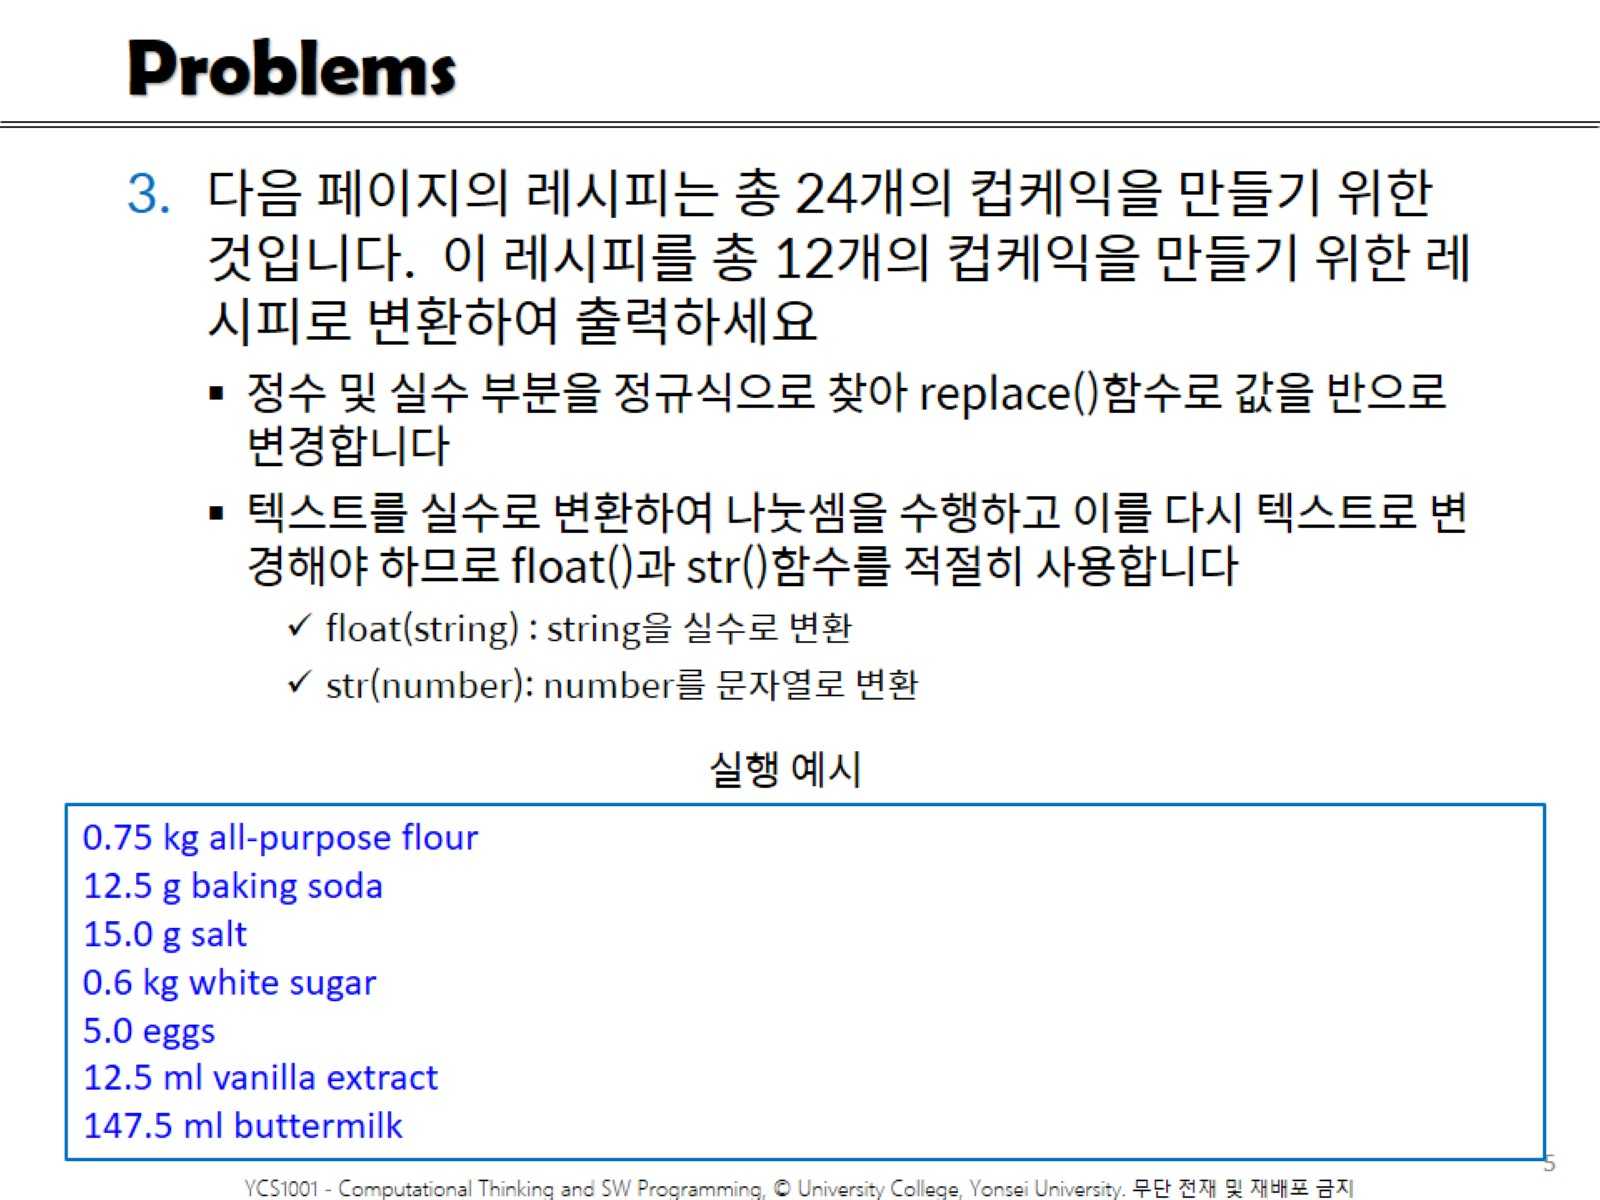 Problems
3. 다음 페이지의 레시피는 총 24개의 컵케익을 만들기 위한
것입니다. 이 레시피를 총 12개의 컵케익을 만들기 위한 레
시피로 변환하여 출력하세요
▪ 정수 및 실수 부분을 정규식으로 찾아 replace()함수로 값을 반으로
변경합니다
▪ 텍스트를 실수로 변환하여 나눗셈을 수행하고 이를 다시 텍스트로 변
경해야 하므로 float()과 str()함수를 적절히 사용합니다
✓ float(string) : string을 실수로 변환
✓ str(number): number를 문자열로 변환
실행 예시
0.75 kg all-purpose flour
12.5 g baking soda
15.0 g salt
0.6 kg white sugar
5.0 eggs
12.5 ml vanilla extract
147.5 ml buttermilk
5
YCS1001 - Computational Thinking and SW Programming, © University College, Yonsei University. 무단 전재 및 재배포 금지